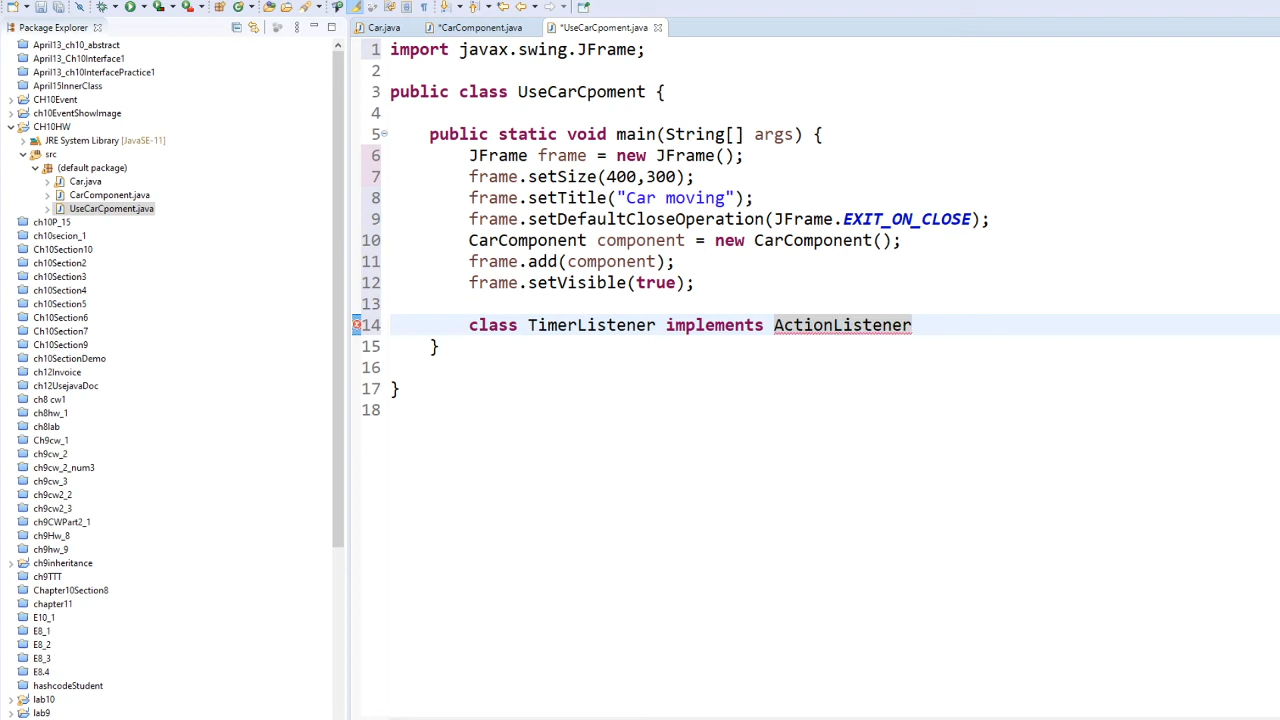 Package Explorer
April13_ch10_abstract
April13_Ch10Interface1
April13_ch10InterfacePractice1
April15InnerClass
CH10Event
ch10EventShowImage
CH10HW
JRE System Library [JavaSE-11]
src
(default package)
Car.java
CarComponent.java
UseCarCpoment.java
ch10P_15
ch10secion_1
Ch10Section10
ch10Section2
ch10Section3
ch10Section4
ch10Section5
Ch10Section6
Ch10Section7
Ch10Section9
ch10SectionDemo
ch12Invoice
ch12UsejavaDoc
ch8 cw1
ch8hw_1
ch8lab
Ch9cw_1
ch9cw_2
ch9cw_2_num3
ch9cw_3
ch9cw2_2
ch9cw2_3
ch9CWPart2_1
ch9Hw_8
ch9hw_9
ch9inheritance
ch9TTT
Chapter10Section8
chapter11
E10_1
E8_1
E8_2
E8_3
E8.4
hashcodeStudent
lab10
lab9
Car.java *CarComponent.java *UseCarCpoment.java
1 import javax.swing.JFrame;
2
3 public class UseCarCpoment {
4
5 public static void main(String[] args) {
6 JFrame frame = new JFrame();
7 frame.setSize(400,300);
8 frame.setTitle("Car moving");
9 frame.setDefaultCloseOperation(JFrame.EXIT_ON_CLOSE);
10 CarComponent component = new CarComponent();
11 frame.add(component);
12 frame.setVisible(true);
13
14 class TimerListener implements ActionListener
15 }
16
17 }
18